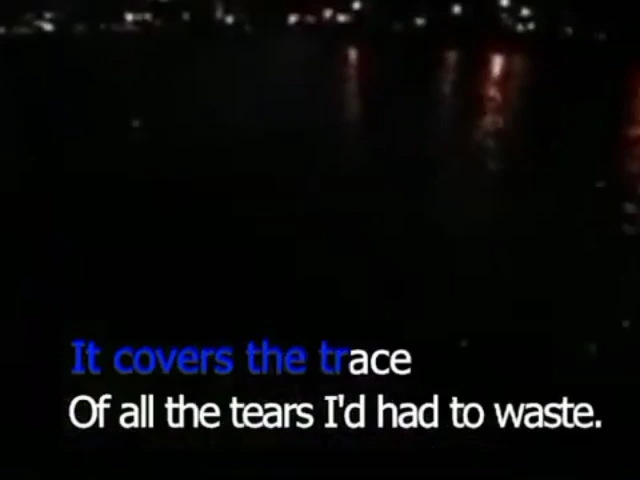 It covers the trace
Of all the tears I'd had to waste.